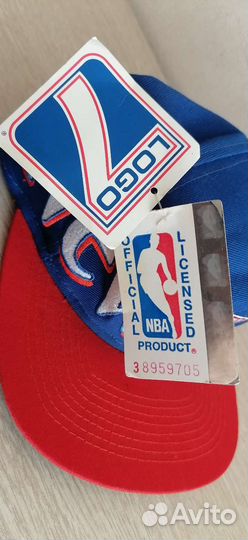 7
LOGO
®
OFFICIAL
LICENSED
NBA
PRODUCT®
38959705
Avito